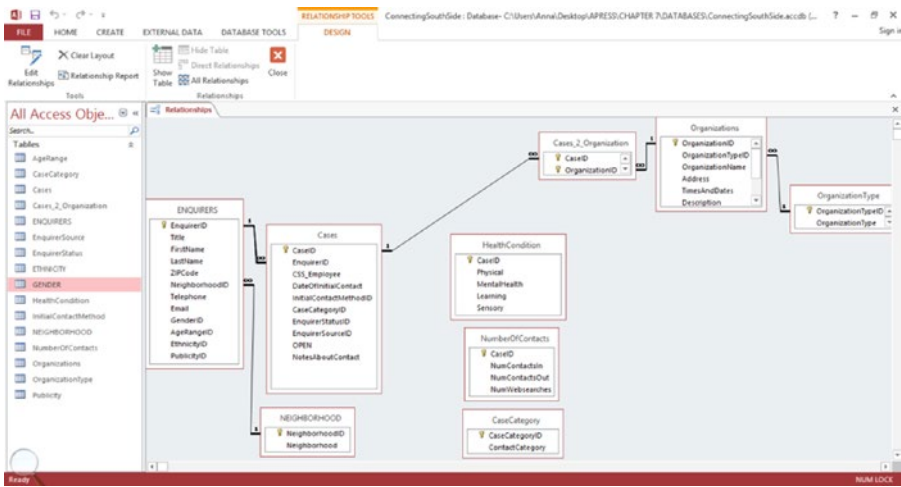 RELATIONSHIP TOOLS
ConnectingSouthSide : Database- C:\Users\Anna\Desktop\APRESS\CHAPTER 7\DATABASES\ConnectingSouthSide.accdb (...
?
FILE HOME CREATE EXTERNAL DATA DATABASE TOOLS DESIGN
Sign in
Edit Relationships
Clear Layout
Relationship Report
Tools
Show Table
Hide Table
Direct Relationships
All Relationships
Close
Relationships
All Access Obje...
Search...
Tables
AgeRange
CaseCategory
Cases
Cases_2_Organization
ENQUIRERS
EnquirerSource
EnquirerStatus
ETHNICITY
GENDER
HealthCondition
InitialContactMethod
NEIGHBORHOOD
NumberOfContacts
Organizations
OrganizationType
Publicity
Relationships
ENQUIRERS
EnquirerID
Title
FirstName
LastName
ZIPCode
NeighborhoodID
Telephone
Email
GenderID
AgeRangeID
EthnicityID
PublicityID
Cases
CaseID
EnquirerID
CSS_Employee
DateOfInitialContact
InitialContactMethodID
CaseCategoryID
EnquirerStatusID
EnquirerSourceID
OPEN
NotesAboutContact
NEIGHBORHOOD
NeighborhoodID
Neighborhood
Cases_2_Organization
CaseID
OrganizationID
Organizations
OrganizationID
OrganizationTypeID
OrganizationName
Address
TimesAndDates
Description
OrganizationType
OrganizationTypeID
OrganizationType
HealthCondition
CaseID
Physical
MentalHealth
Learning
Sensory
NumberOfContacts
CaseID
NumContactsIn
NumContactsOut
NumWebsearches
CaseCategory
CaseCategoryID
ContactCategory
1
∞
1
∞
1
∞
1
∞
1
∞
Ready
NUM LOCK